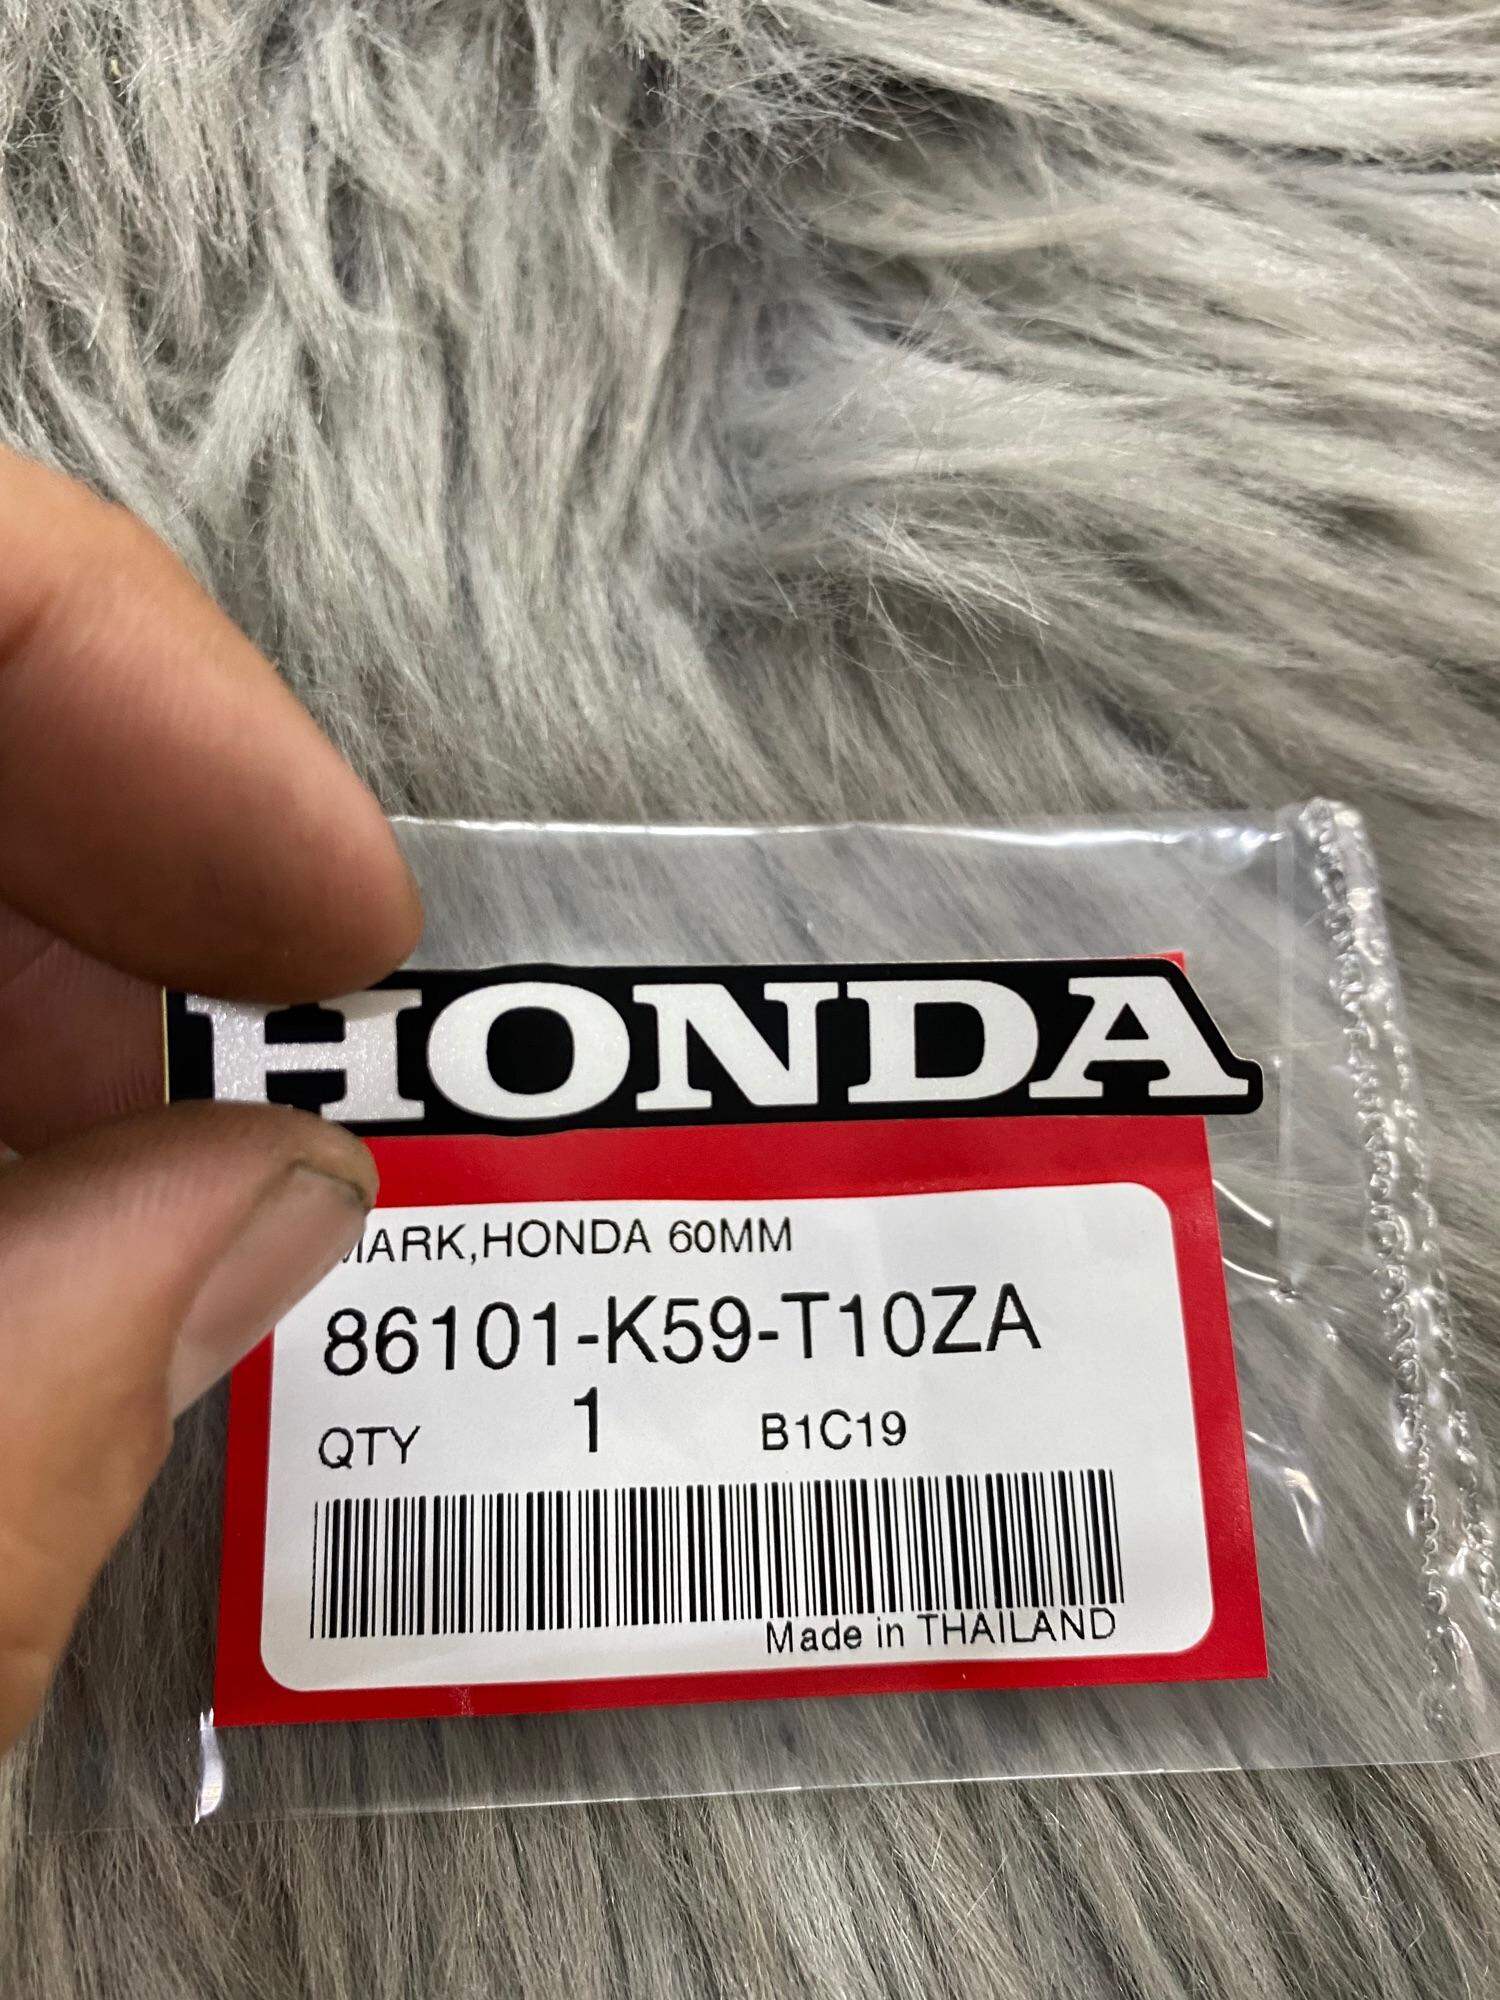 HONDA
MARK,HONDA 60MM
86101-K59-T10ZA
QTY 1 B1C19
Made in THAILAND